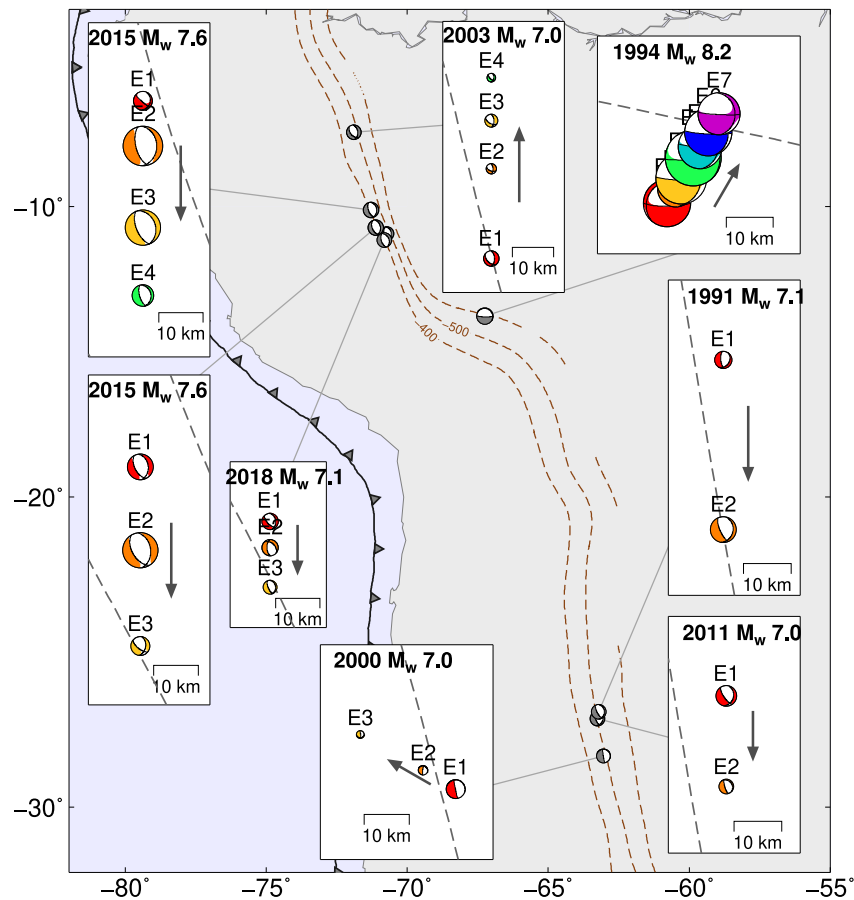 2015 Mw 7.6
E1
E2
E3
E4
10 km
2003 Mw 7.0
E4
E3
E2
E1
10 km
1994 Mw 8.2
E7
10 km
1991 Mw 7.1
E1
E2
10 km
2015 Mw 7.6
E1
E2
E3
10 km
2018 Mw 7.1
E1
E2
E3
10 km
2000 Mw 7.0
E3
E2
E1
10 km
2011 Mw 7.0
E1
E2
10 km
-400
-500
−10°
−20°
−30°
−80°
−75°
−70°
−65°
−60°
−55°